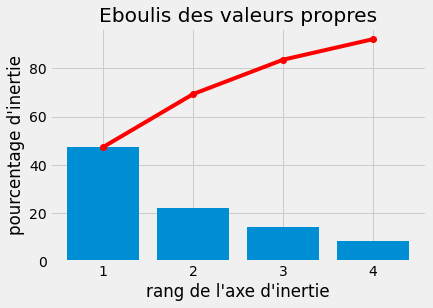 Eboulis des valeurs propres
pourcentage d'inertie
80
60
40
20
0
1 2 3 4
rang de l'axe d'inertie